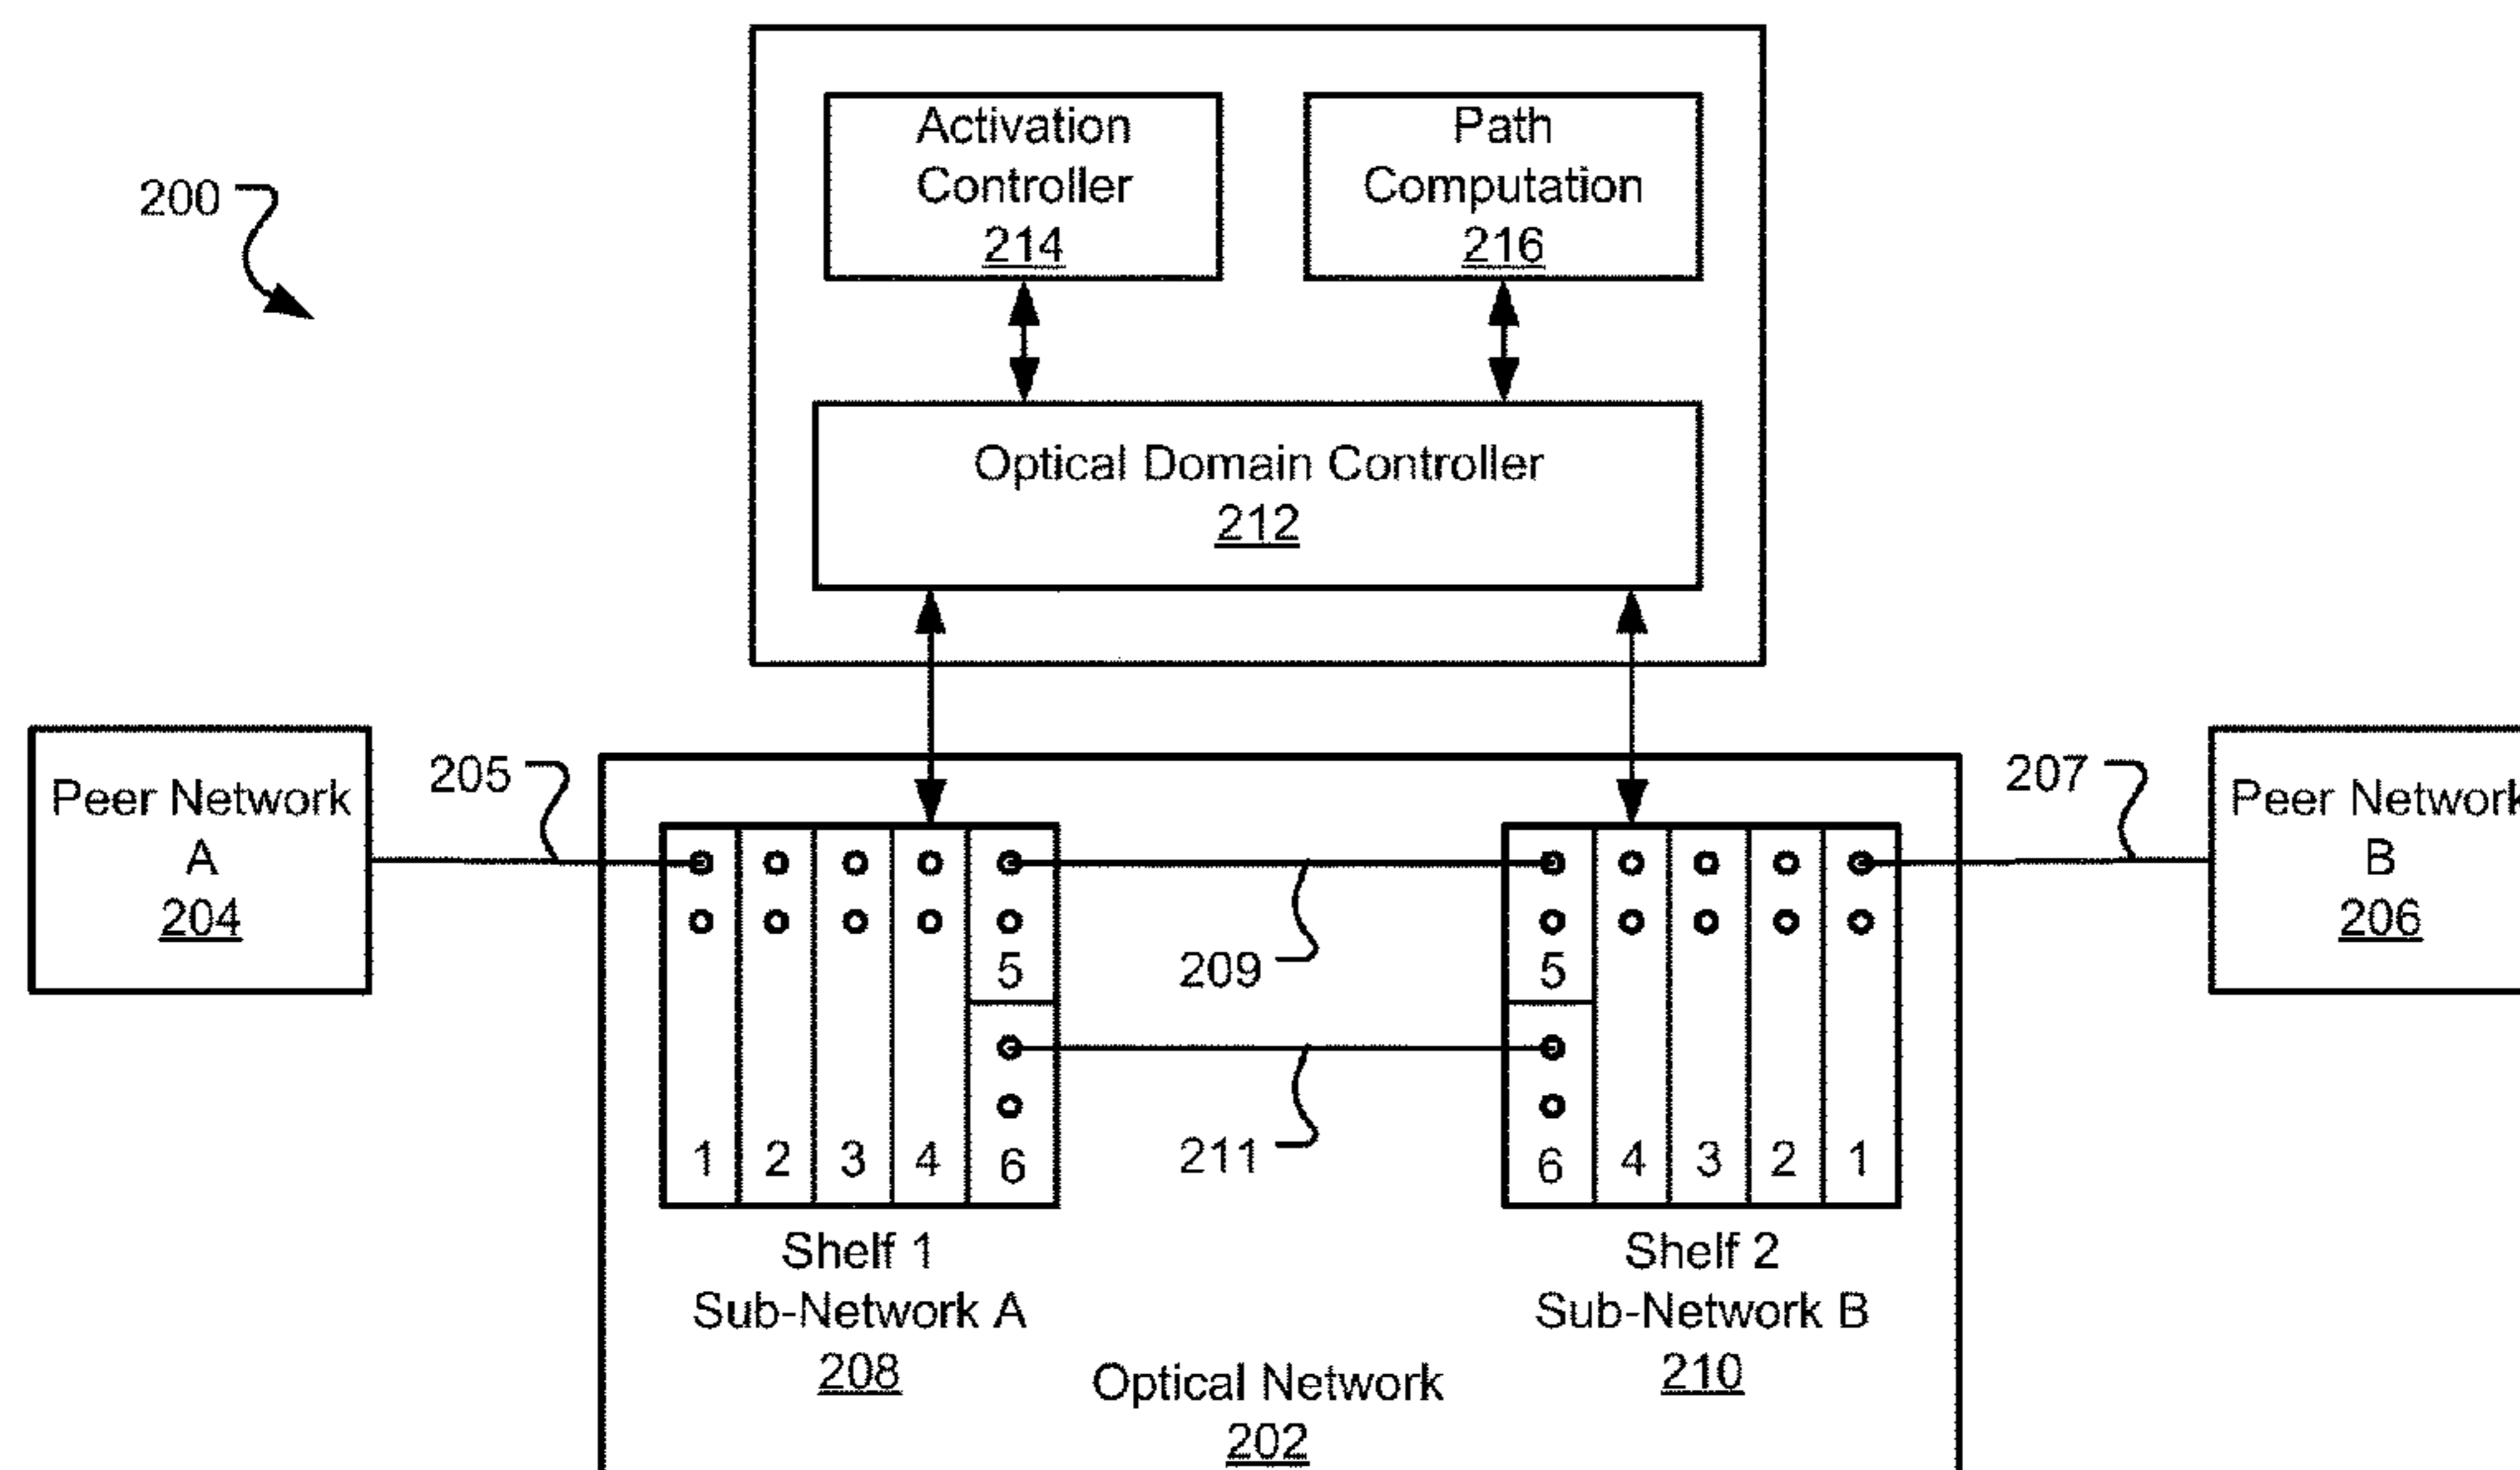 200
Activation
Controller
214
Path
Computation
216
Optical Domain Controller
212
Peer Network
A
204
205
207
Peer Network
B
206
209
211
5
6
1 2 3 4
5
6
4 3 2 1
Shelf 1
Sub-Network A
208
Shelf 2
Sub-Network B
210
Optical Network
202